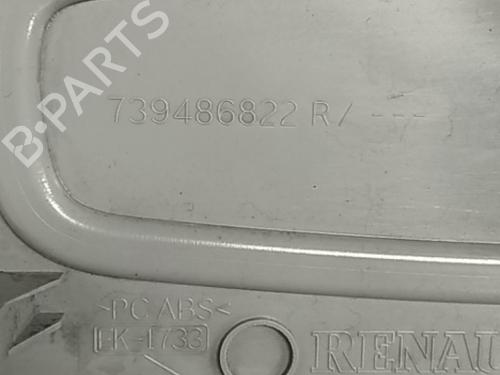 B-PARTS
739486822 R/ ---
>PC ABS<
EK-1733
RENAU